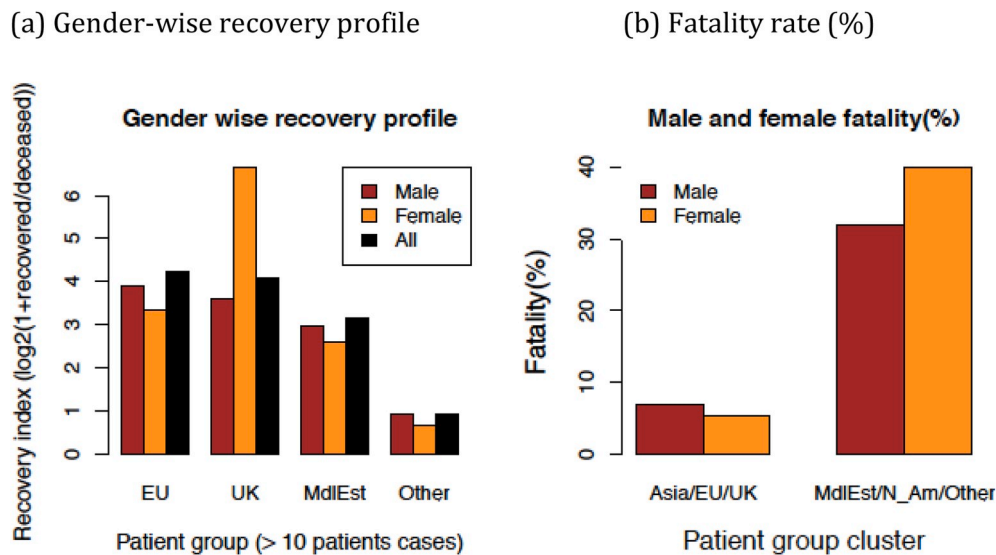 (a) Gender-wise recovery profile
(b) Fatality rate (%)
Gender wise recovery profile
Recovery index (log2(1+recovered/deceased))
6
5
4
3
2
1
0
Male
Female
All
EU UK MdlEst Other
Patient group (> 10 patients cases)
Male and female fatality(%)
Fatality(%)
40
30
20
10
0
Male
Female
Asia/EU/UK MdlEst/N_Am/Other
Patient group cluster